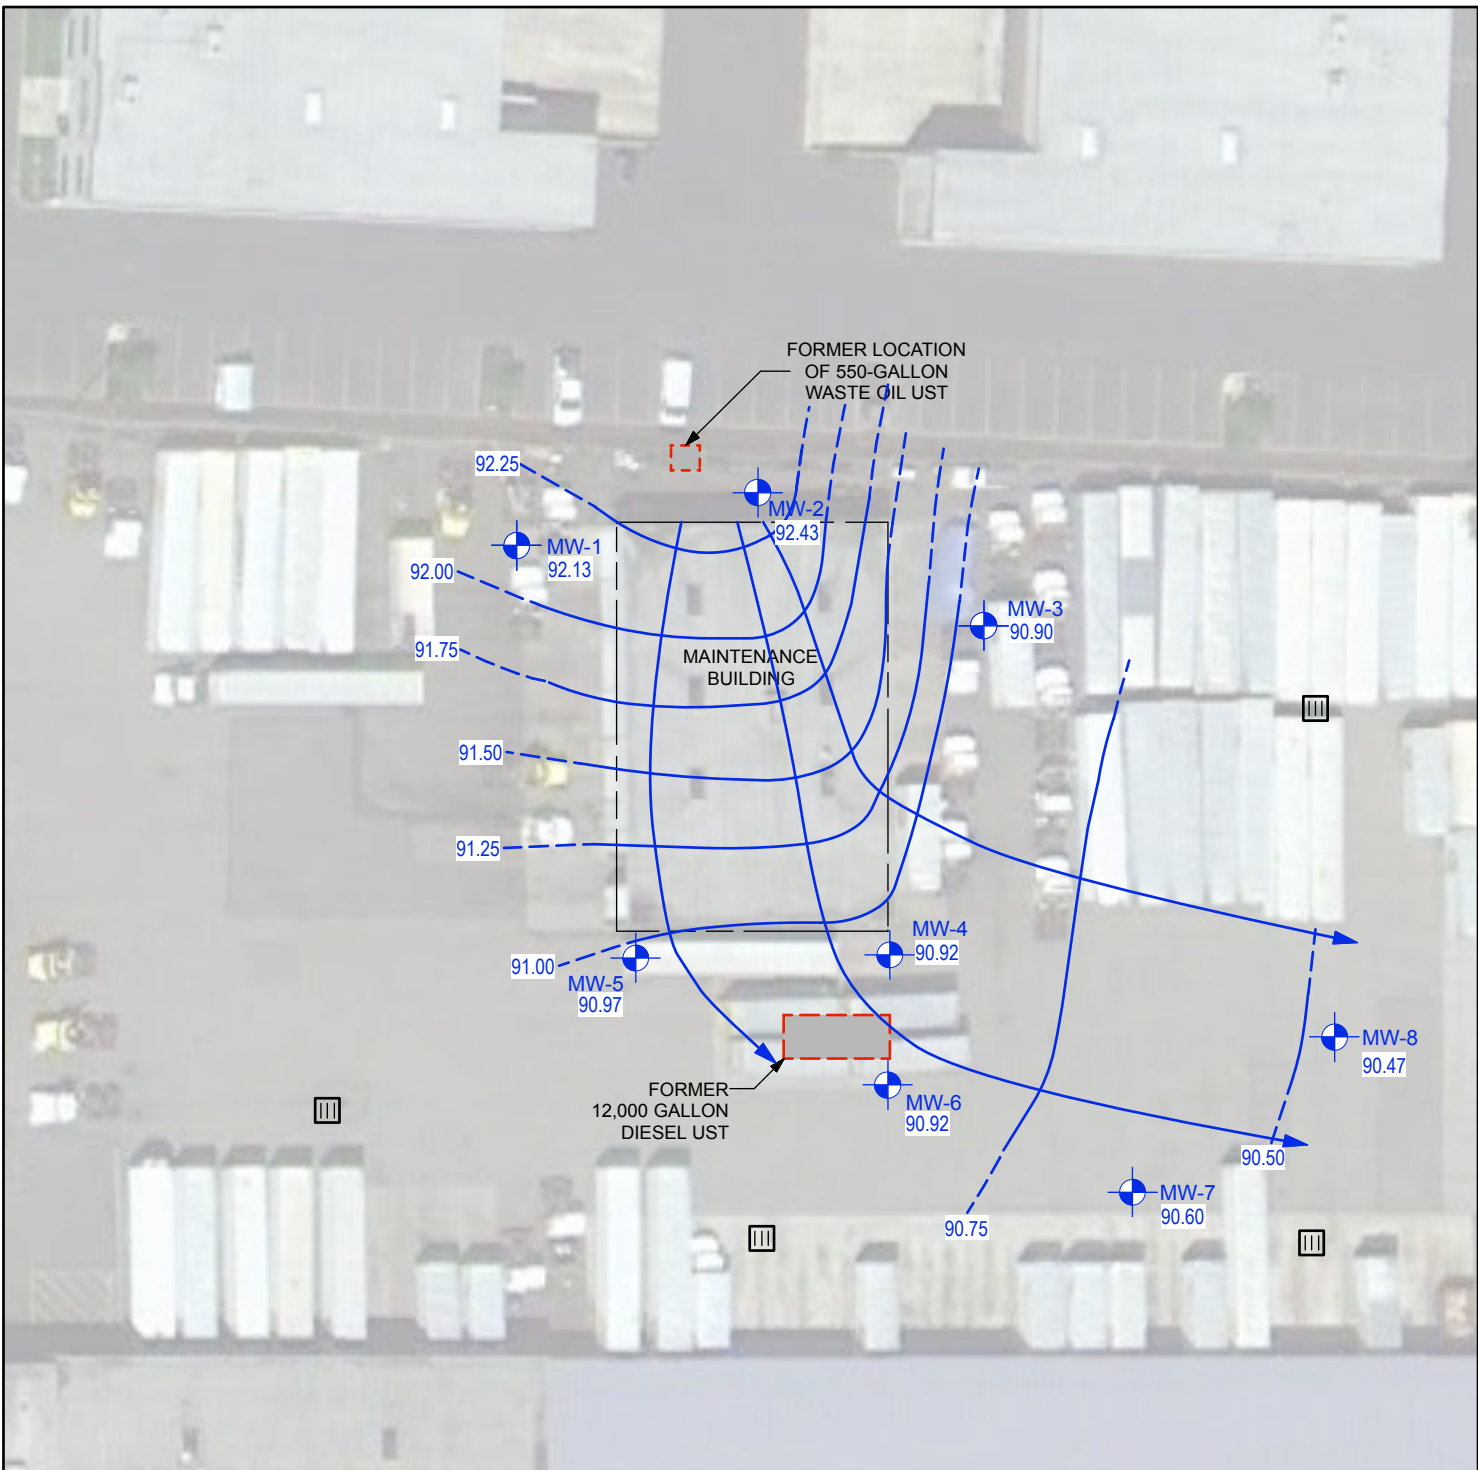 FORMER LOCATION
OF 550-GALLON
WASTE OIL UST
92.25
MW-2
92.43
MW-1
92.13
92.00
MW-3
90.90
91.75
MAINTENANCE
BUILDING
91.50
91.25
MW-4
90.92
91.00
MW-5
90.97
MW-8
90.47
FORMER
12,000 GALLON
DIESEL UST
MW-6
90.92
90.50
MW-7
90.60
90.75